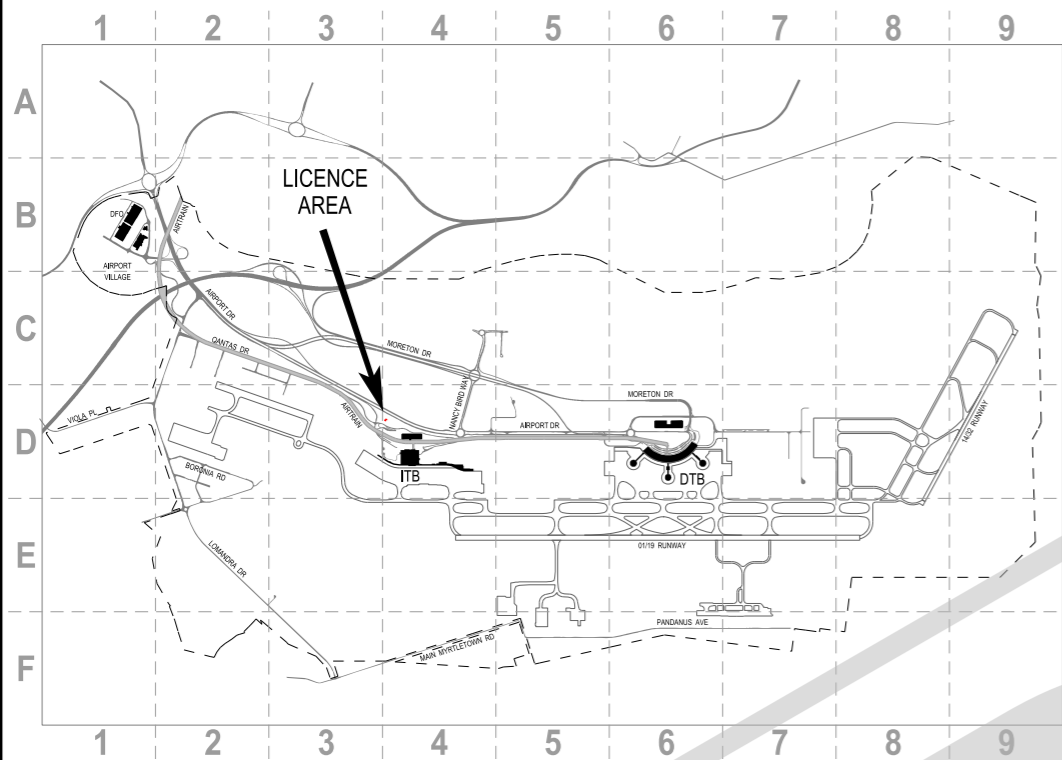 1 2 3 4 5 6 7 8 9
A
LICENCE
AREA
B
DFO
AIRTRAIN
AIRPORT
VILLAGE
C
AIRPORT DR
QANTAS DR
MORETON DR
NANCY BIRD WAY
MORETON DR
14/32 RUNWAY
VIOLA PL
AIRTRAIN
AIRPORT DR
D
BORONIA RD
ITB
DTB
01/19 RUNWAY
E
LOMANDRA DR
PANDANUS AVE
MAIN MYRTLETOWN RD
F
1 2 3 4 5 6 7 8 9